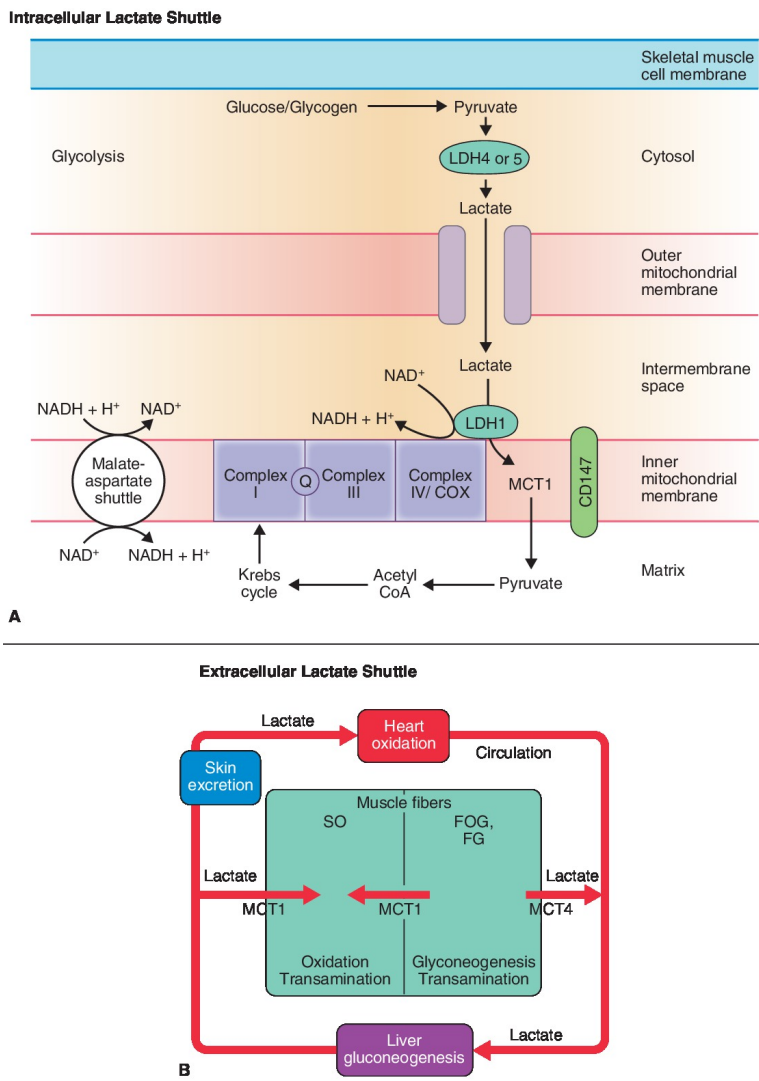 Intracellular Lactate Shuttle
Skeletal muscle
cell membrane
Glucose/Glycogen
Pyruvate
Glycolysis
LDH4 or 5
Cytosol
Lactate
Outer
mitochondrial
membrane
Lactate
Intermembrane
space
NAD⁺
NADH + H⁺
NAD⁺
NADH + H⁺
LDH1
Malate-
aspartate
shuttle
Complex
I
Q
Complex
III
Complex
IV/ COX
MCT1
CD147
Inner
mitochondrial
membrane
NAD⁺
NADH + H⁺
Krebs
cycle
Acetyl
CoA
Pyruvate
Matrix
A
Extracellular Lactate Shuttle
Lactate
Heart
oxidation
Circulation
Skin
excretion
Muscle fibers
SO
FOG,
FG
Lactate
Lactate
MCT1
MCT1
MCT4
Oxidation
Transamination
Glyconeogenesis
Transamination
Liver
gluconeogenesis
Lactate
B